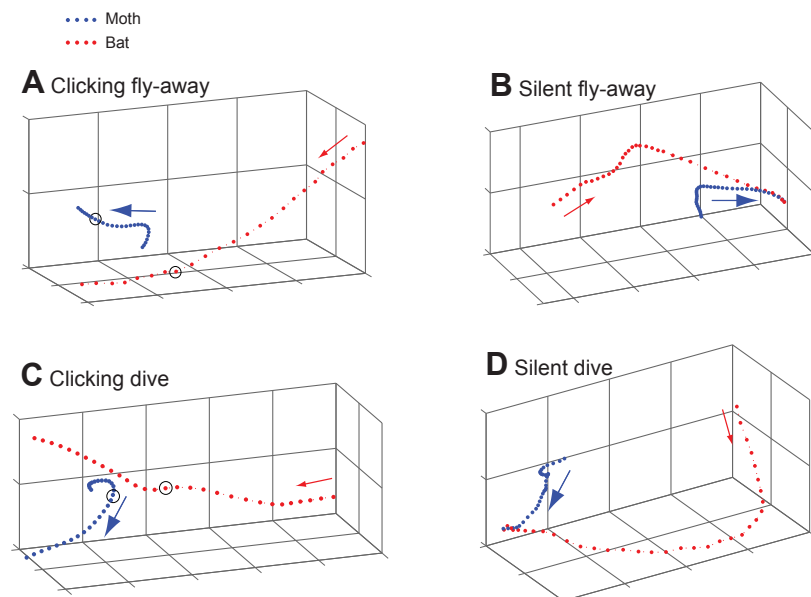 Moth
Bat
A Clicking fly-away
B Silent fly-away
C Clicking dive
D Silent dive